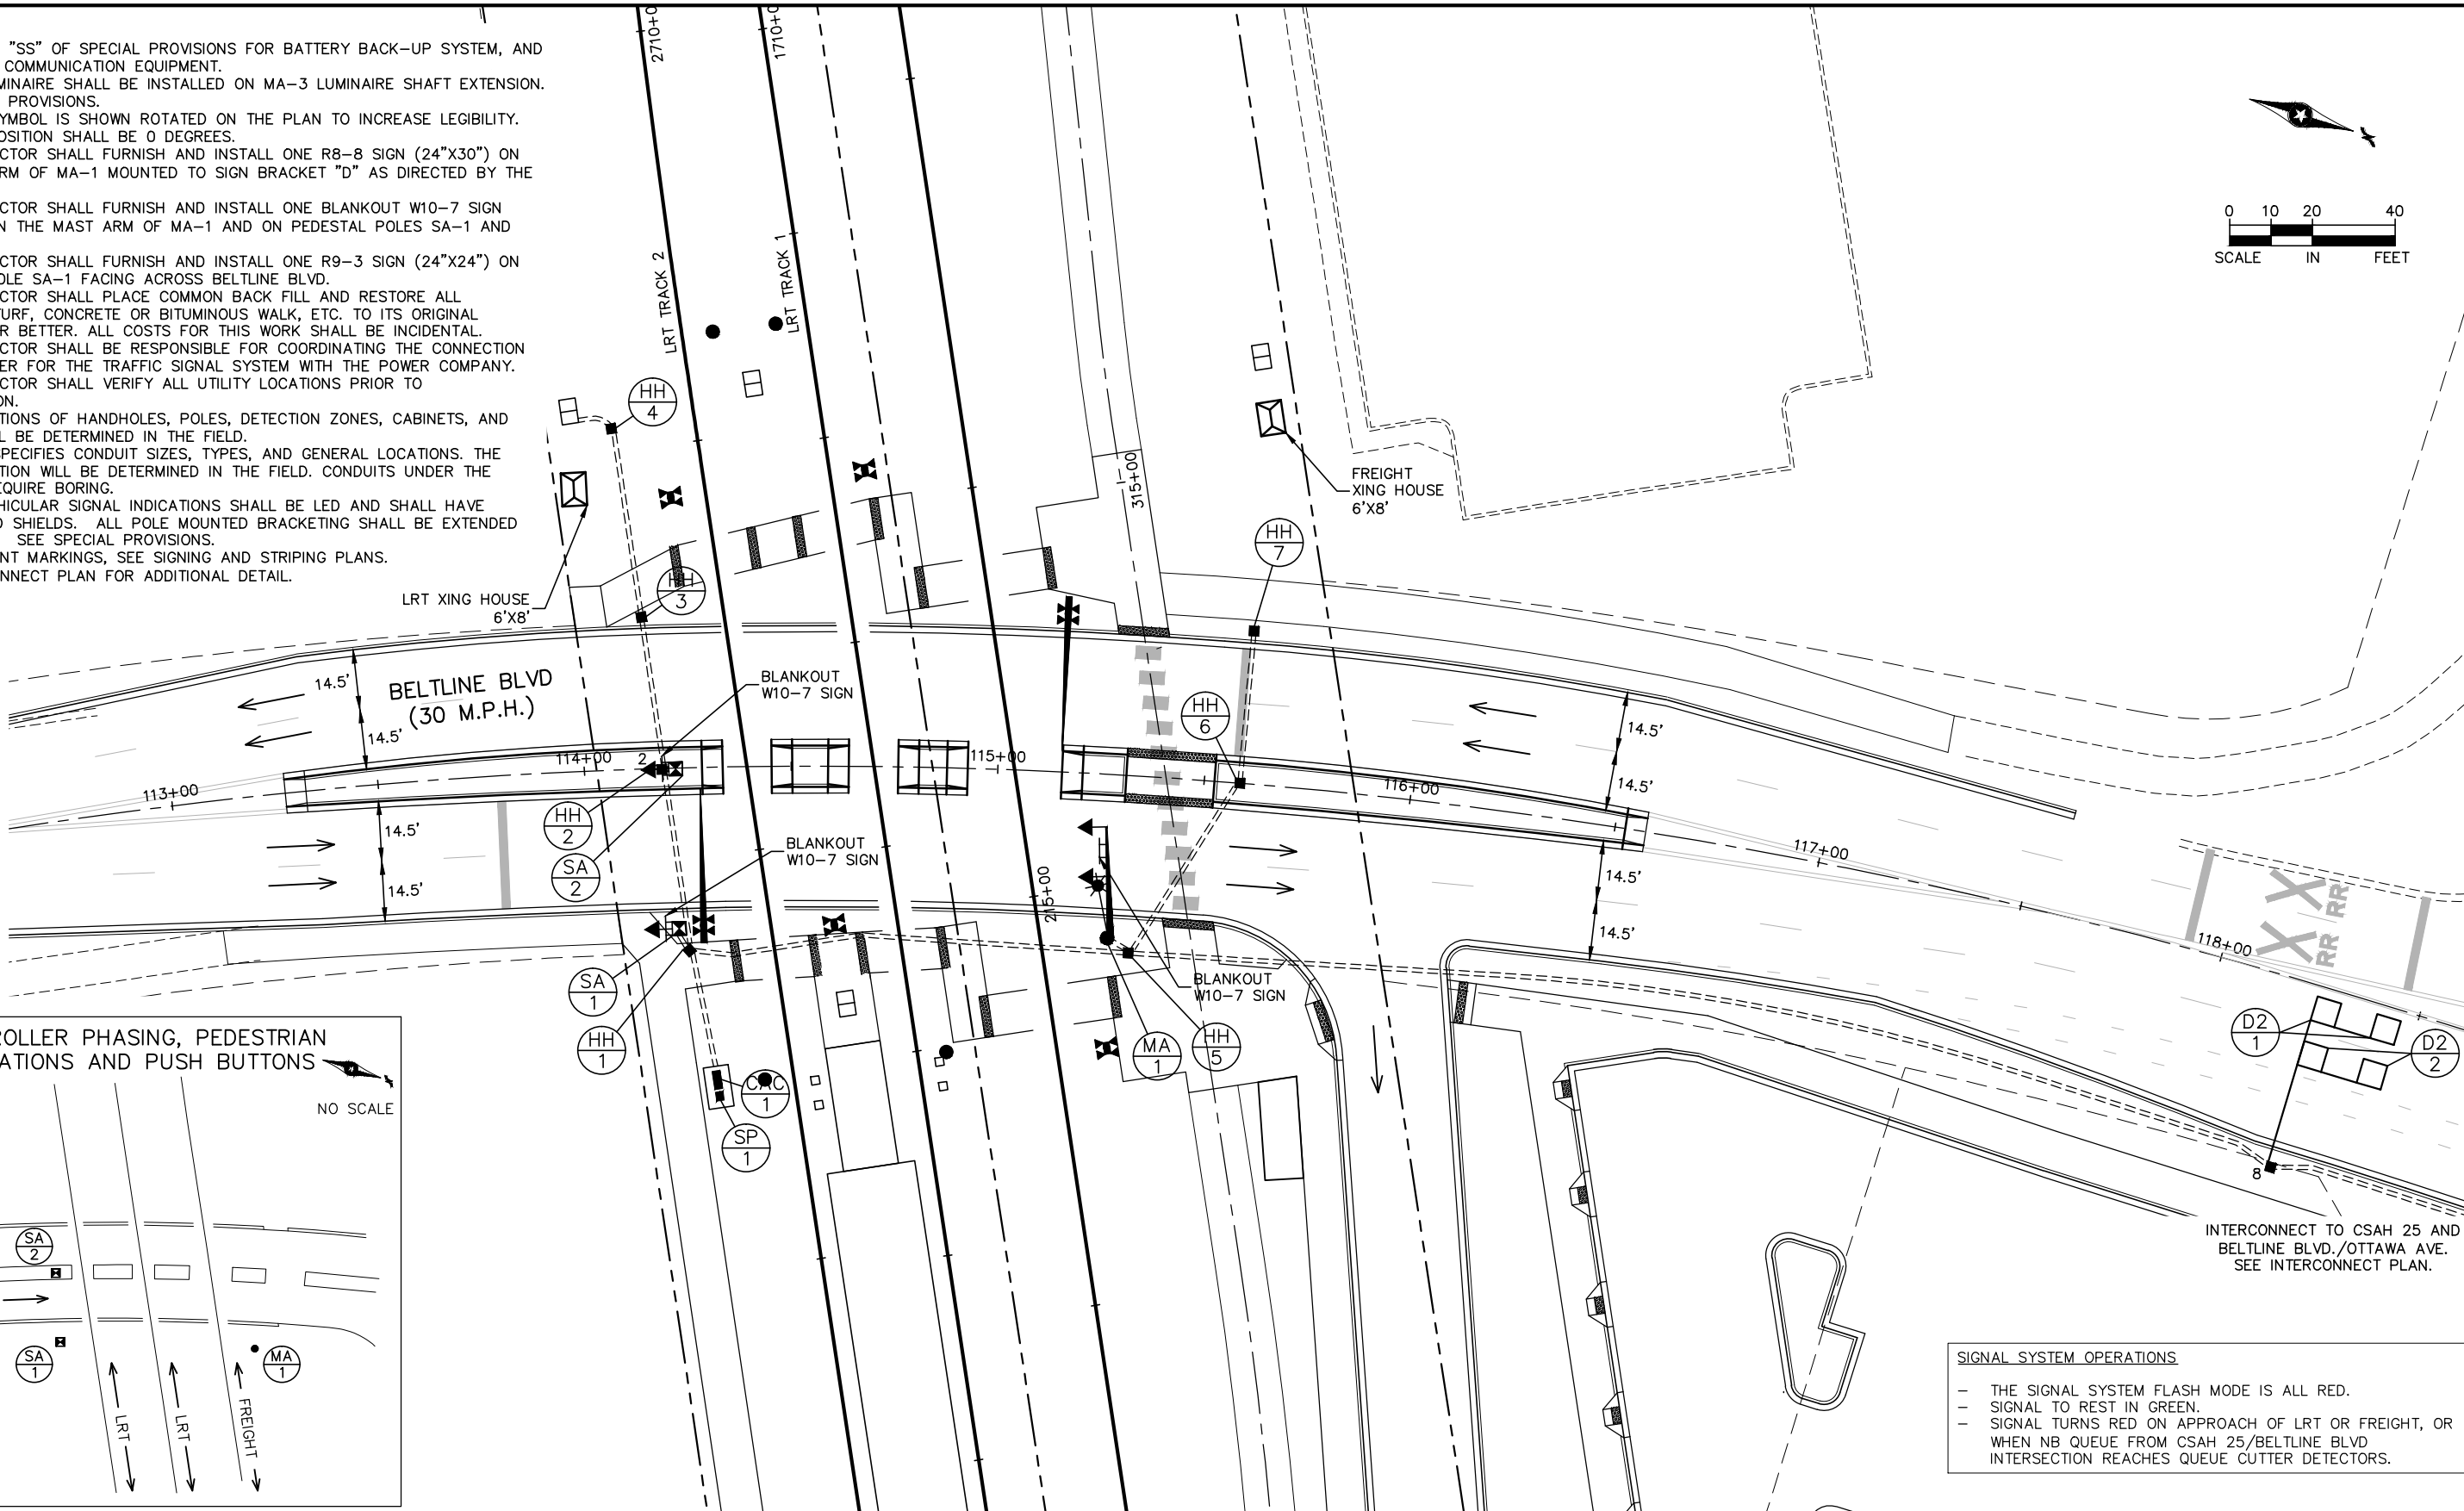 "SS" OF SPECIAL PROVISIONS FOR BATTERY BACK-UP SYSTEM, AND
COMMUNICATION EQUIPMENT.
MINAIRE SHALL BE INSTALLED ON MA-3 LUMINAIRE SHAFT EXTENSION.
PROVISIONS.
YMBOL IS SHOWN ROTATED ON THE PLAN TO INCREASE LEGIBILITY.
OSITION SHALL BE 0 DEGREES.
CTOR SHALL FURNISH AND INSTALL ONE R8-8 SIGN (24"X30") ON
RM OF MA-1 MOUNTED TO SIGN BRACKET "D" AS DIRECTED BY THE
CTOR SHALL FURNISH AND INSTALL ONE BLANKOUT W10-7 SIGN
N THE MAST ARM OF MA-1 AND ON PEDESTAL POLES SA-1 AND
CTOR SHALL FURNISH AND INSTALL ONE R9-3 SIGN (24"X24") ON
OLE SA-1 FACING ACROSS BELTLINE BLVD.
CTOR SHALL PLACE COMMON BACK FILL AND RESTORE ALL
TURF, CONCRETE OR BITUMINOUS WALK, ETC. TO ITS ORIGINAL
R BETTER. ALL COSTS FOR THIS WORK SHALL BE INCIDENTAL.
CTOR SHALL BE RESPONSIBLE FOR COORDINATING THE CONNECTION
ER FOR THE TRAFFIC SIGNAL SYSTEM WITH THE POWER COMPANY.
CTOR SHALL VERIFY ALL UTILITY LOCATIONS PRIOR TO
ON.
TIONS OF HANDHOLES, POLES, DETECTION ZONES, CABINETS, AND
L BE DETERMINED IN THE FIELD.
SPECIFIES CONDUIT SIZES, TYPES, AND GENERAL LOCATIONS. THE
TION WILL BE DETERMINED IN THE FIELD. CONDUITS UNDER THE
EQUIRE BORING.
HICULAR SIGNAL INDICATIONS SHALL BE LED AND SHALL HAVE
D SHIELDS. ALL POLE MOUNTED BRACKETING SHALL BE EXTENDED
SEE SPECIAL PROVISIONS.
NT MARKINGS, SEE SIGNING AND STRIPING PLANS.
NNECT PLAN FOR ADDITIONAL DETAIL.
2710+0
1710+0
0 10 20 40
SCALE IN FEET
LRT TRACK 2
LRT TRACK 1
HH
4
315+00
FREIGHT
XING HOUSE
6'X8'
HH
7
HH
3
LRT XING HOUSE
6'X8'
BELTLINE BLVD
(30 M.P.H.)
14.5'
14.5'
BLANKOUT
W10-7 SIGN
HH
6
14.5'
14.5'
113+00
114+00
2
115+00
116+00
117+00
118+00
14.5'
14.5'
HH
2
SA
2
BLANKOUT
W10-7 SIGN
215+00
14.5'
14.5'
RR
RR
SA
1
HH
1
BLANKOUT
W10-7 SIGN
MA
1
HH
5
CAC
1
SP
1
D2
1
D2
2
8
INTERCONNECT TO CSAH 25 AND
BELTLINE BLVD./OTTAWA AVE.
SEE INTERCONNECT PLAN.
ROLLER PHASING, PEDESTRIAN
ATIONS AND PUSH BUTTONS
NO SCALE
SA
2
SA
1
MA
1
LRT
LRT
FREIGHT
SIGNAL SYSTEM OPERATIONS
- THE SIGNAL SYSTEM FLASH MODE IS ALL RED.
- SIGNAL TO REST IN GREEN.
- SIGNAL TURNS RED ON APPROACH OF LRT OR FREIGHT, OR
WHEN NB QUEUE FROM CSAH 25/BELTLINE BLVD
INTERSECTION REACHES QUEUE CUTTER DETECTORS.